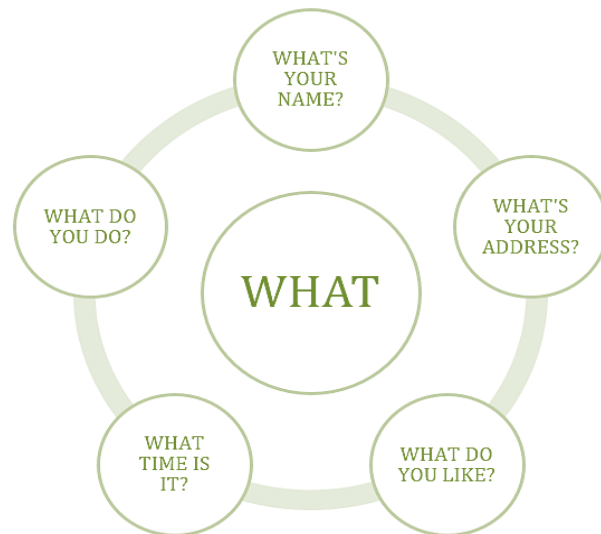 WHAT'S
YOUR
NAME?
WHAT'S
YOUR
ADDRESS?
WHAT DO
YOU LIKE?
WHAT
TIME IS
IT?
WHAT DO
YOU DO?
WHAT